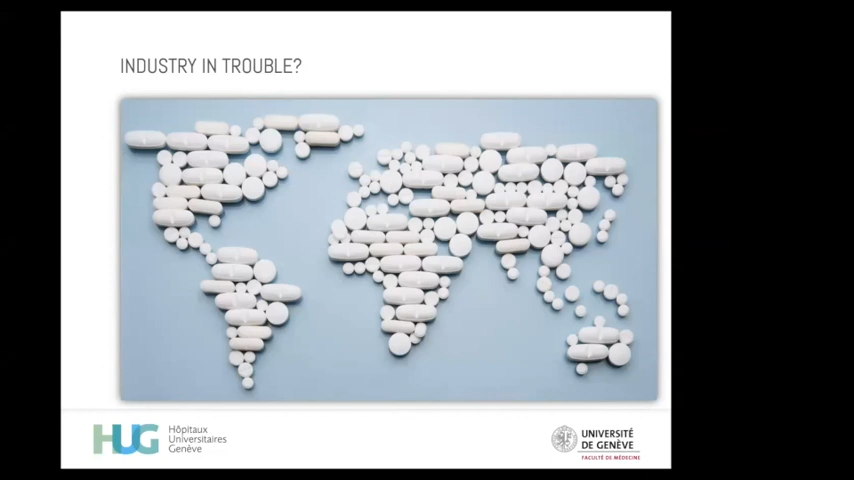 INDUSTRY IN TROUBLE?
HUG
Hôpitaux
Universitaires
Genève
UNIVERSITÉ
DE GENÈVE
FACULTÉ DE MÉDECINE